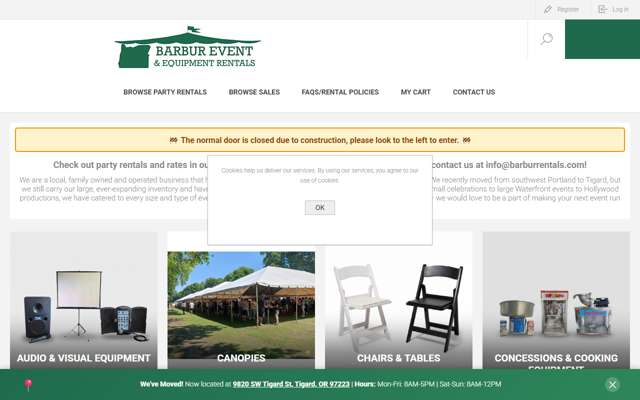 Register
Log in
BARBUR EVENT
& EQUIPMENT RENTALS
BROWSE PARTY RENTALS
BROWSE SALES
FAQS/RENTAL POLICIES
MY CART
CONTACT US
The normal door is closed due to construction, please look to the left to enter.
Check out party rentals and rates in ou
contact us at info@barburrentals.com!
We are a local, family owned and operated business that
We recently moved from southwest Portland to Tigard, but
we still carry our large, ever-expanding inventory and have
small celebrations to large Waterfront events to Hollywood
productions, we have catered to every size and type of eve
we would love to be a part of making your next event run
Cookies help us deliver our services. By using our services, you agree to our
use of cookies.
OK
AUDIO & VISUAL EQUIPMENT
CANOPIES
CHAIRS & TABLES
CONCESSIONS & COOKING
EQUIPMENT
We've Moved! Now located at 9820 SW Tigard St, Tigard, OR 97223 | Hours: Mon-Fri: 8AM-5PM | Sat-Sun: 8AM-12PM